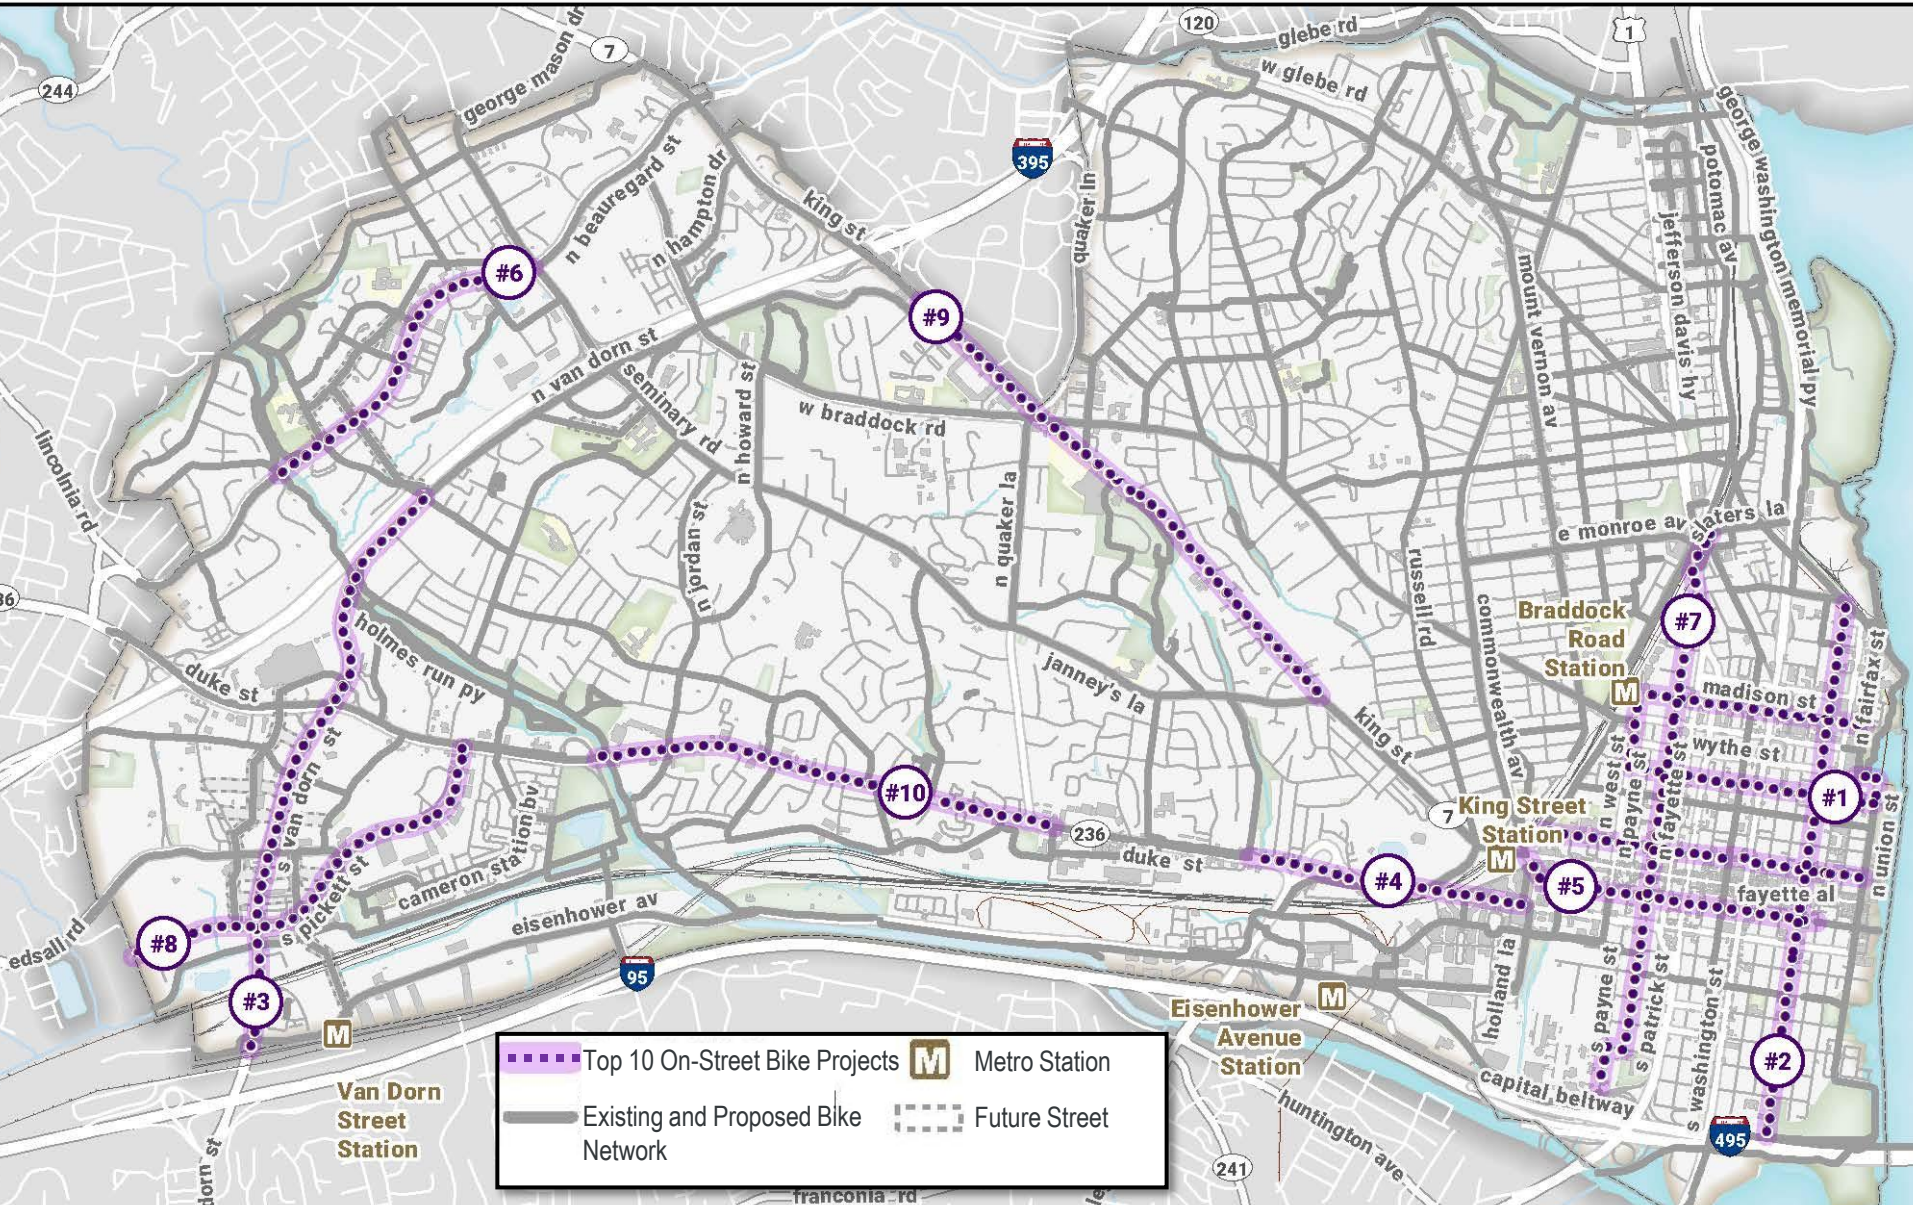 120
glebe rd
1
7
george mason dr
244
w glebe rd
george washington memorial py
395
n beauregard st
n hampton dr
king st
quaker ln
potomac av
jefferson davis hy
mount vernon av
#6
#9
n van dorn st
seminary rd
n howard st
w braddock rd
lincolnia rd
n quaker la
n jordan st
e monroe av
slaters la
russell rd
commonwealth av
Braddock
Road
Station
M
#7
holmes run py
duke st
janney's la
madison st
n fairfax st
king st
wythe st
n west st
n payne st
n fayette st
s van dorn st
#10
#1
7
King Street
Station
M
236
duke st
n union st
cameron station bv
s pickett st
#4
#5
fayette al
eisenhower av
edsall rd
#8
95
#3
M
Van Dorn
Street
Station
Eisenhower
Avenue
Station
M
holland la
s payne st
s patrick st
s washington st
#2
capital beltway
huntington ave
495
241
franconia rd
dorn st
Top 10 On-Street Bike Projects
M
Metro Station
Existing and Proposed Bike
Network
Future Street